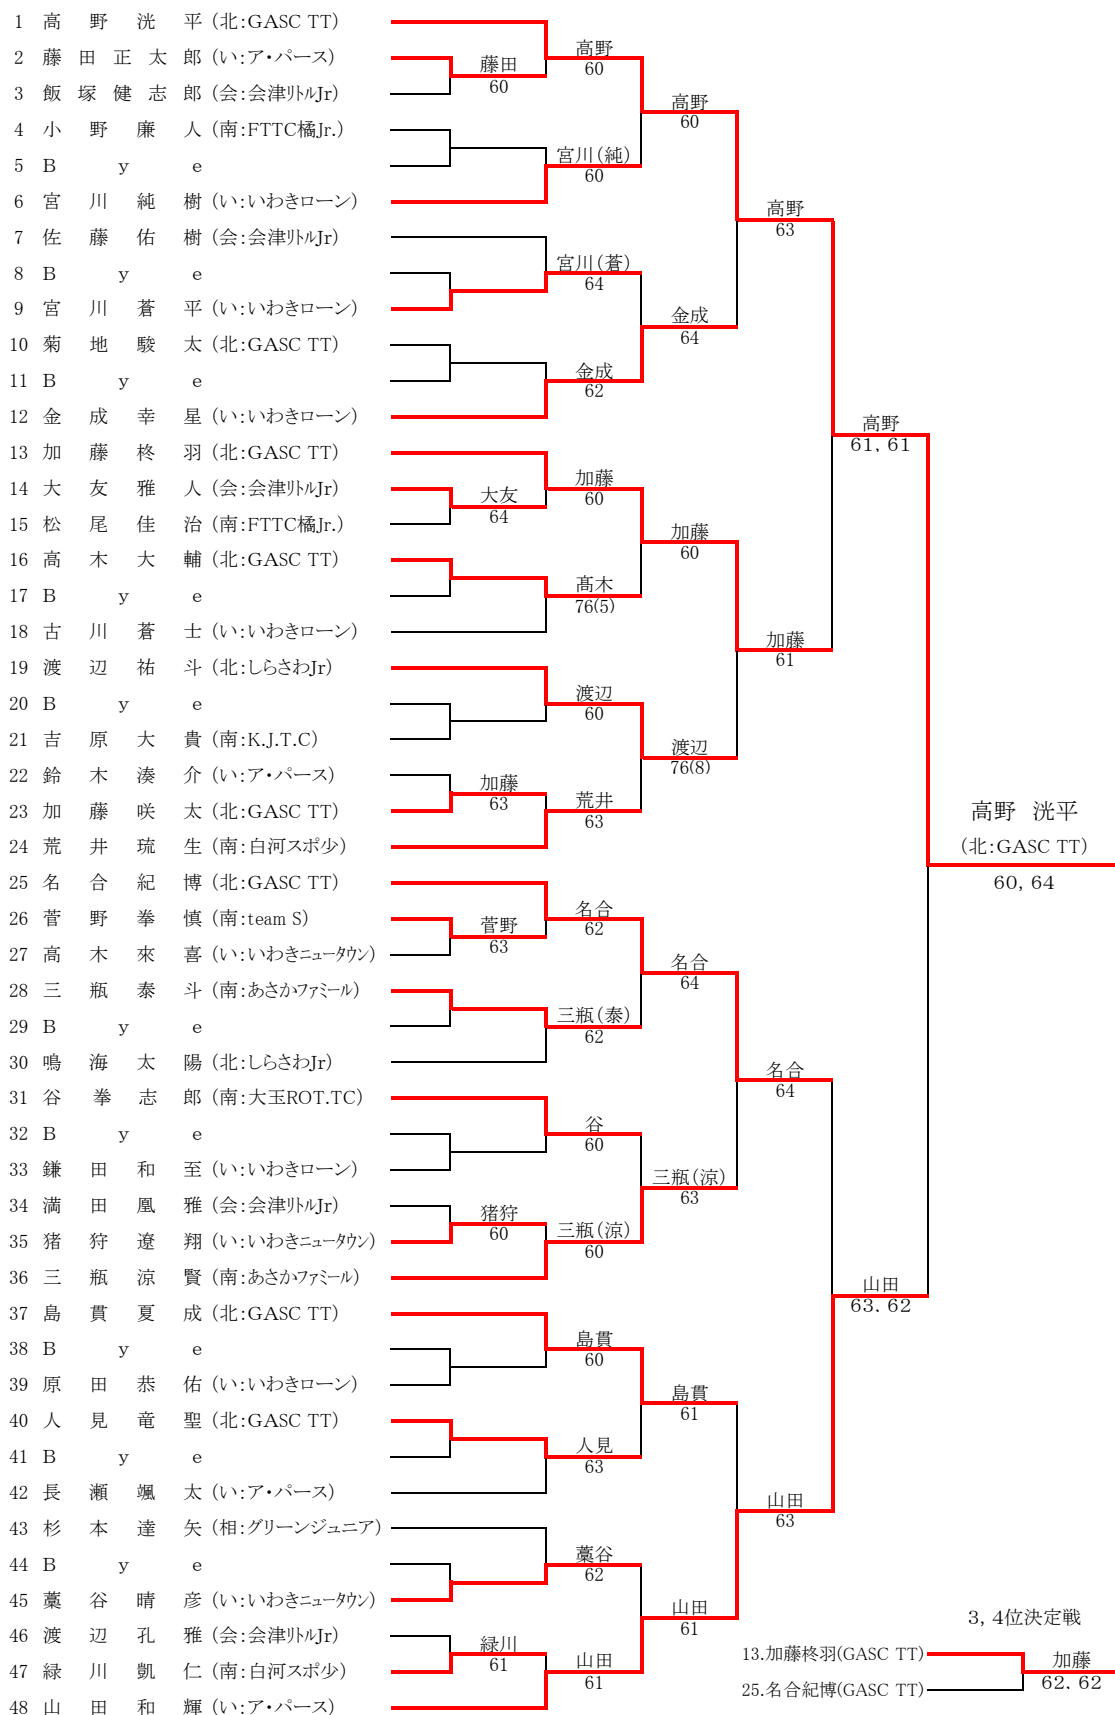 1 高野洸平 (北:GASC TT)
2 藤田正太郎 (い:ア・パース)
3 飯塚健志郎 (会:会津リトルJr)
4 小野廉人 (南:FTTC橘Jr.)
5 Bye
6 宮川純樹 (い:いわきローン)
7 佐藤佑樹 (会:会津リトルJr)
8 Bye
9 宮川蒼平 (い:いわきローン)
10 菊地駿太 (北:GASC TT)
11 Bye
12 金成幸星 (い:いわきローン)
13 加藤柊羽 (北:GASC TT)
14 大友雅人 (会:会津リトルJr)
15 松尾佳治 (南:FTTC橘Jr.)
16 高木大輔 (北:GASC TT)
17 Bye
18 古川蒼士 (い:いわきローン)
19 渡辺祐斗 (北:しらさわJr)
20 Bye
21 吉原大貴 (南:K.J.T.C)
22 鈴木湊介 (い:ア・パース)
23 加藤咲太 (北:GASC TT)
24 荒井琉生 (南:白河スポ少)
25 名合紀博 (北:GASC TT)
26 菅野拳慎 (南:team S)
27 高木來喜 (い:いわきニュータウン)
28 三瓶泰斗 (南:あさかファミール)
29 Bye
30 鳴海太陽 (北:しらさわJr)
31 谷拳志郎 (南:大玉ROT.TC)
32 Bye
33 鎌田和至 (い:いわきローン)
34 満田凰雅 (会:会津リトルJr)
35 猪狩遼翔 (い:いわきニュータウン)
36 三瓶涼賢 (南:あさかファミール)
37 島貫夏成 (北:GASC TT)
38 Bye
39 原田恭佑 (い:いわきローン)
40 人見竜聖 (北:GASC TT)
41 Bye
42 長瀬颯太 (い:ア・パース)
43 杉本達矢 (相:グリーンジュニア)
44 Bye
45 藁谷晴彦 (い:いわきニュータウン)
46 渡辺孔雅 (会:会津リトルJr)
47 緑川凱仁 (南:白河スポ少)
48 山田和輝 (い:ア・パース)
藤田
60
大友
64
加藤
63
菅野
63
猪狩
60
緑川
61
高野
60
宮川(純)
60
宮川(蒼)
64
金成
62
加藤
60
髙木
76(5)
渡辺
60
荒井
63
名合
62
三瓶(泰)
62
谷
60
三瓶(涼)
60
島貫
60
人見
63
藁谷
62
山田
61
高野
60
金成
64
加藤
60
渡辺
76(8)
名合
64
三瓶(涼)
63
島貫
61
山田
61
高野
63
加藤
61
名合
64
山田
63
高野
61, 61
山田
63, 62
高野 洸平
(北:GASC TT)
60, 64
3, 4位決定戦
13.加藤柊羽(GASC TT)
25.名合紀博(GASC TT)
加藤
62, 62